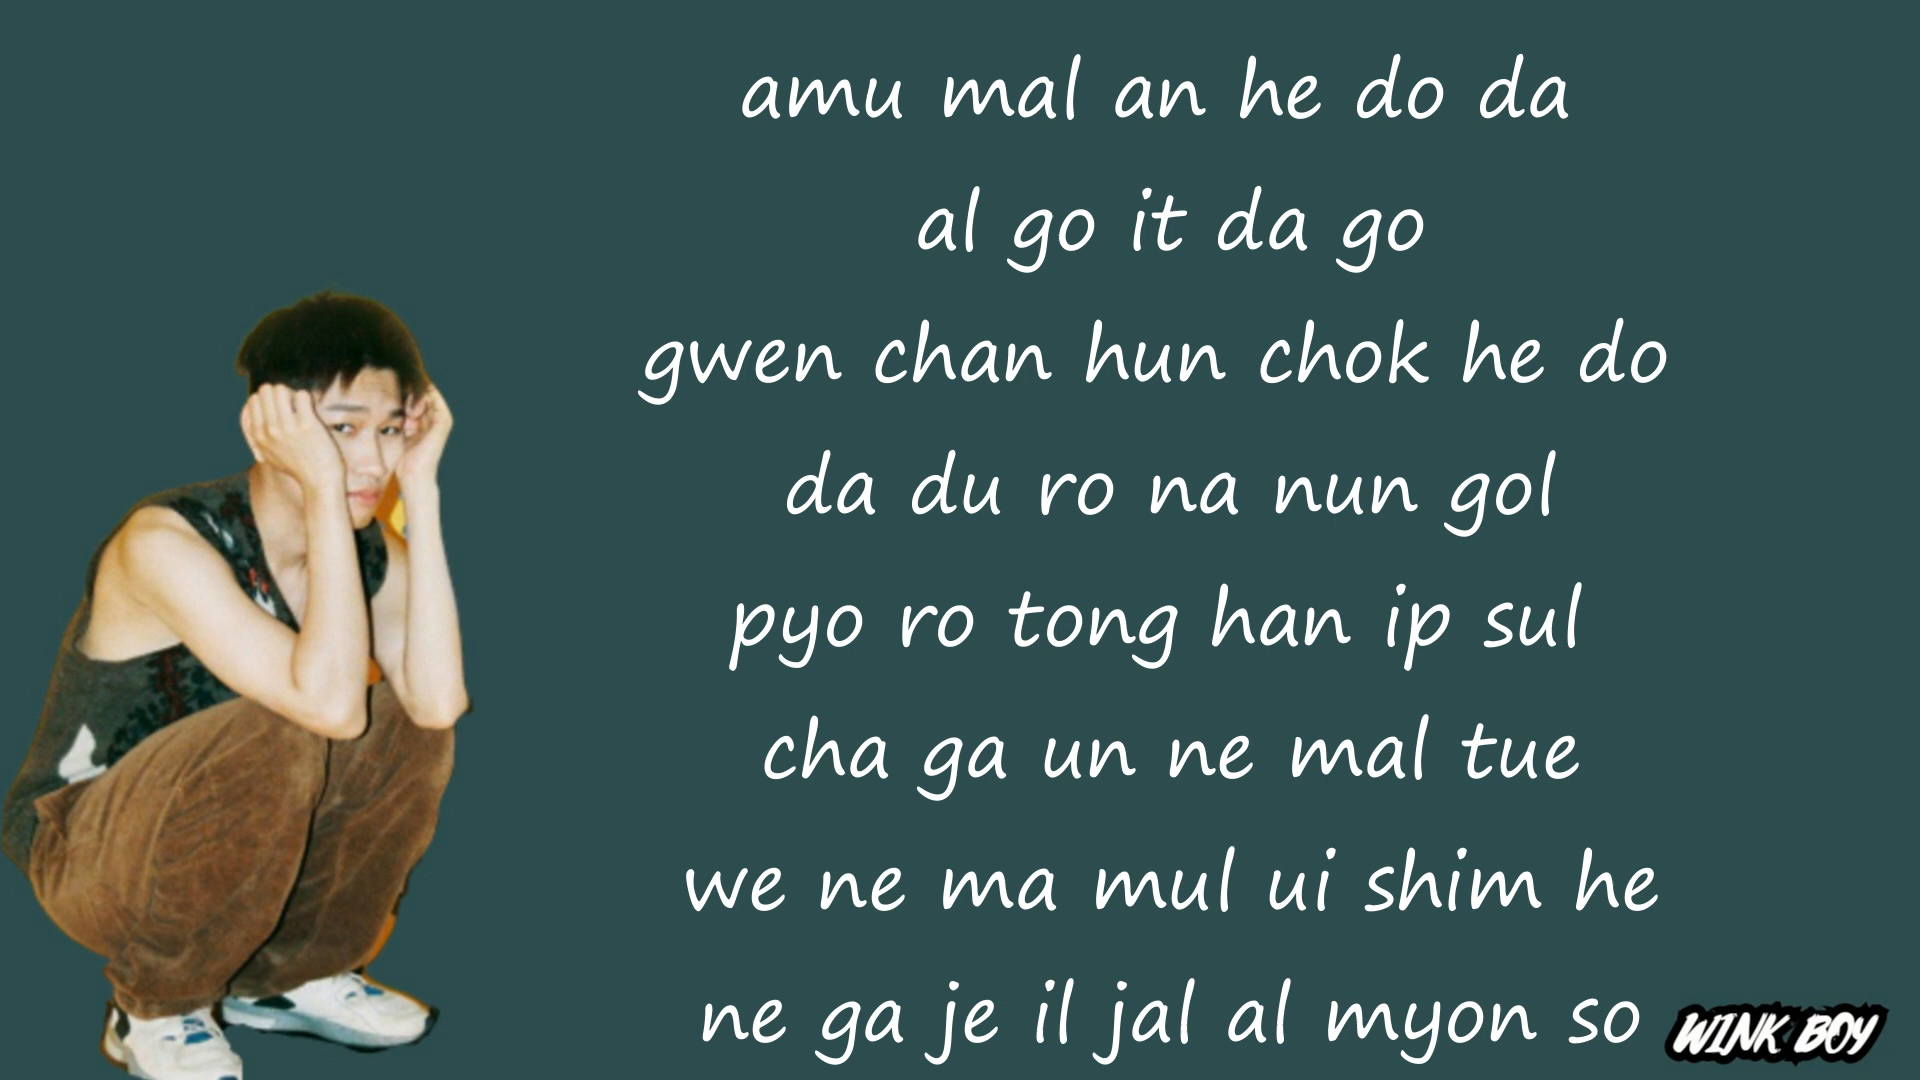 amu mal an he do da
al go it da go
gwen chan hun chok he do
da du ro na nun gol
pyo ro tong han ip sul
cha ga un ne mal tue
we ne ma mul ui shim he
ne ga je il jal al myon so
WINK BOY